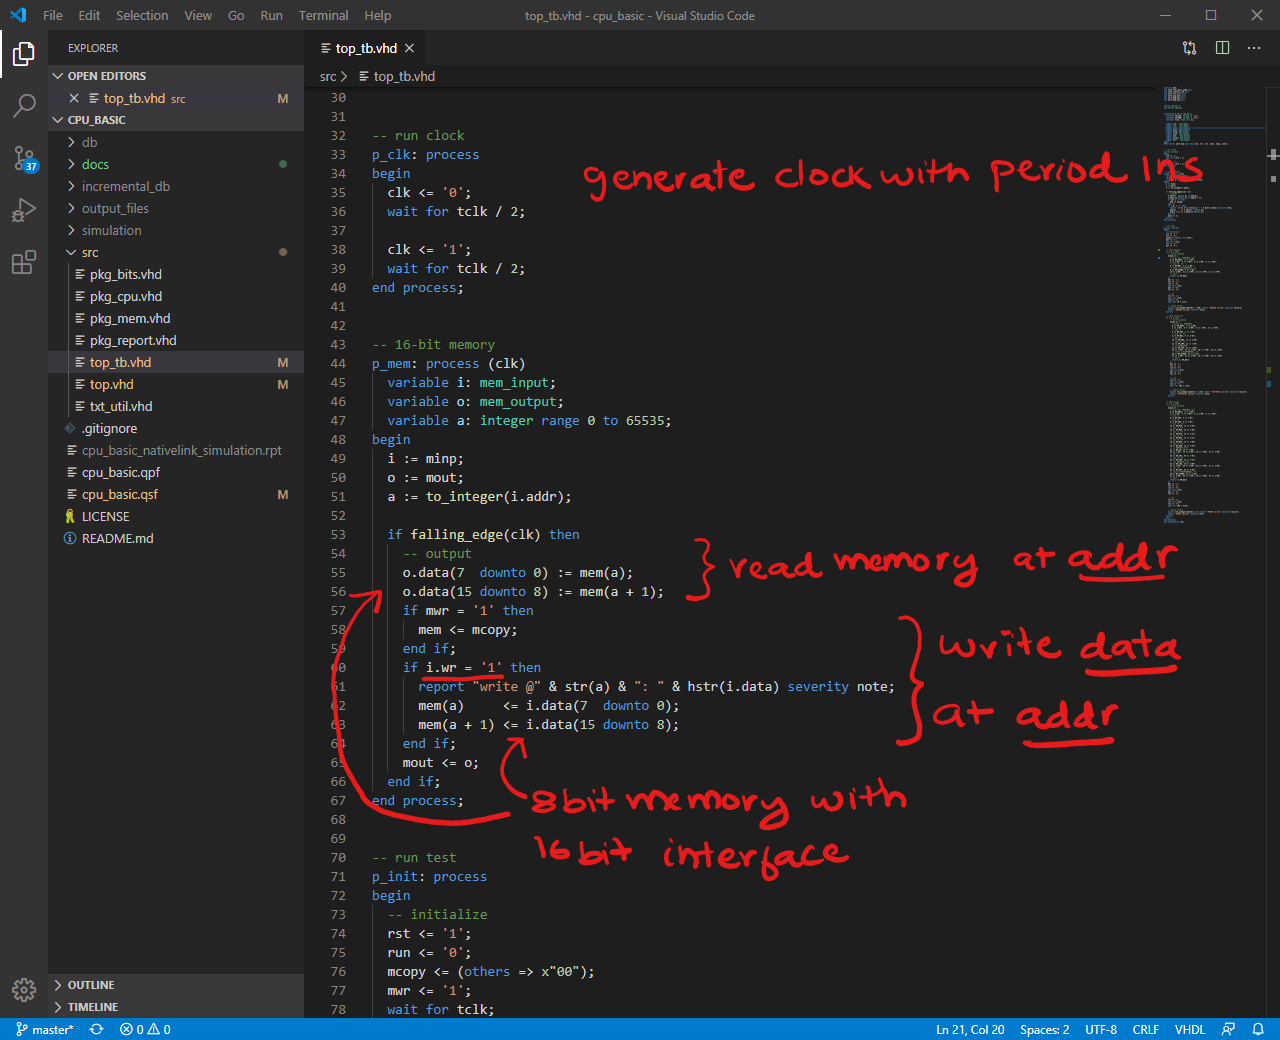 File Edit Selection View Go Run Terminal Help
top_tb.vhd - cpu_basic - Visual Studio Code
EXPLORER
OPEN EDITORS
top_tb.vhd src M
CPU_BASIC
db
docs
incremental_db
output_files
simulation
src
pkg_bits.vhd
pkg_cpu.vhd
pkg_mem.vhd
pkg_report.vhd
top_tb.vhd M
top.vhd M
txt_util.vhd
.gitignore
cpu_basic_nativelink_simulation.rpt
cpu_basic.qpf
cpu_basic.qsf M
LICENSE
README.md
OUTLINE
TIMELINE
37
top_tb.vhd
src > top_tb.vhd
30
31
32 -- run clock
33 p_clk: process
34 begin
35 clk <= '0';
36 wait for tclk / 2;
37
38 clk <= '1';
39 wait for tclk / 2;
40 end process;
41
42
43 -- 16-bit memory
44 p_mem: process (clk)
45 variable i: mem_input;
46 variable o: mem_output;
47 variable a: integer range 0 to 65535;
48 begin
49 i := minp;
50 o := mout;
51 a := to_integer(i.addr);
52
53 if falling_edge(clk) then
54 -- output
55 o.data(7 downto 0) := mem(a);
56 o.data(15 downto 8) := mem(a + 1);
57 if mwr = '1' then
58 mem <= mcopy;
59 end if;
60 if i.wr = '1' then
61 report "write @" & str(a) & ": " & hstr(i.data) severity note;
62 mem(a) <= i.data(7 downto 0);
63 mem(a + 1) <= i.data(15 downto 8);
64 end if;
65 mout <= o;
66 end if;
67 end process;
68
69
70 -- run test
71 p_init: process
72 begin
73 -- initialize
74 rst <= '1';
75 run <= '0';
76 mcopy <= (others => x"00");
77 mwr <= '1';
78 wait for tclk;
generate clock with period 1ns
read memory at addr
write data
at addr
8bit memory with
16bit interface
master* 0 0 Ln 21, Col 20 Spaces: 2 UTF-8 CRLF VHDL